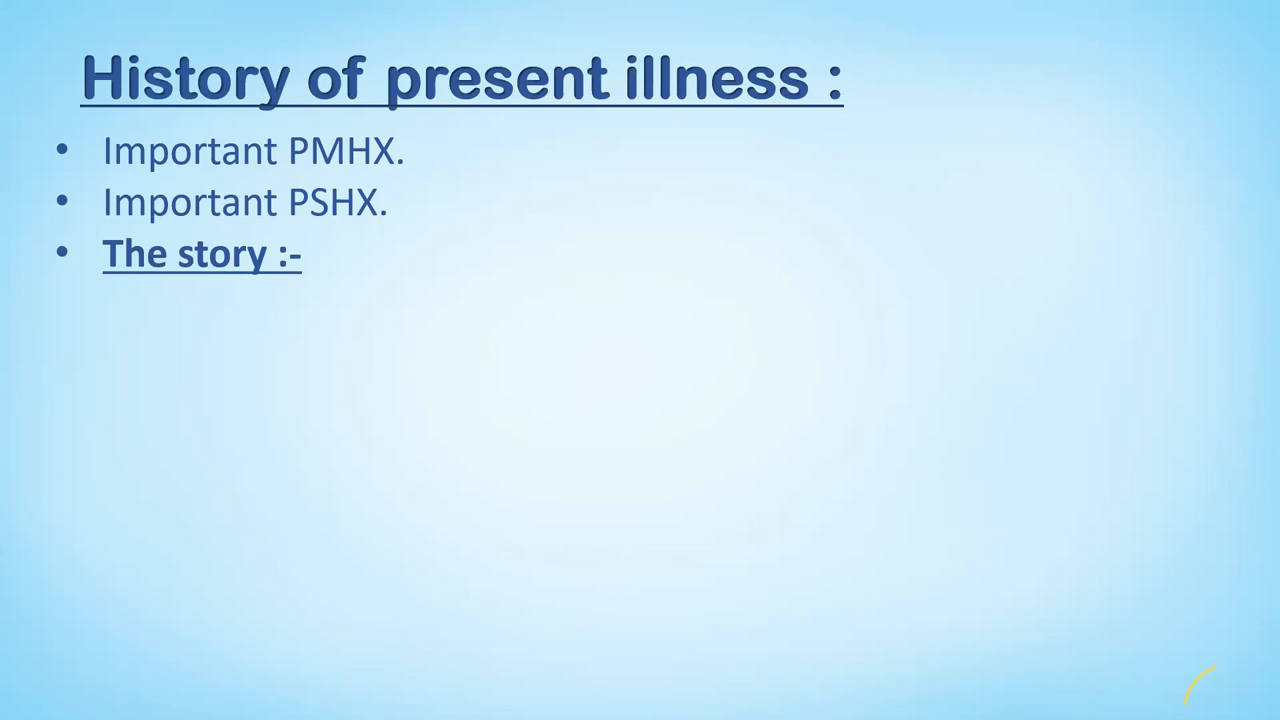 History of present illness :
• Important PMHX.
• Important PSHX.
• The story :-